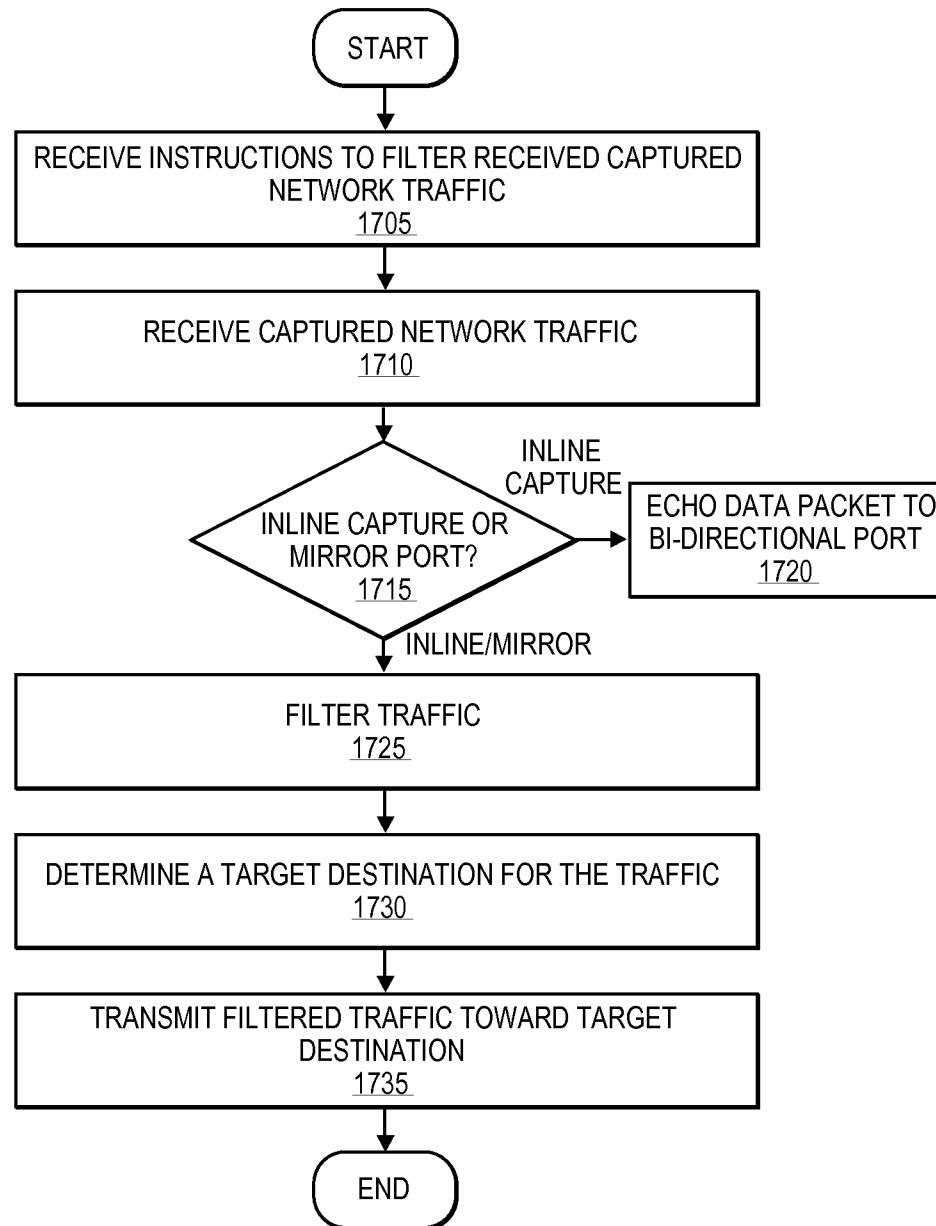 START
RECEIVE INSTRUCTIONS TO FILTER RECEIVED CAPTURED
NETWORK TRAFFIC
1705
RECEIVE CAPTURED NETWORK TRAFFIC
1710
INLINE CAPTURE OR
MIRROR PORT?
1715
INLINE
CAPTURE
ECHO DATA PACKET TO
BI-DIRECTIONAL PORT
1720
INLINE/MIRROR
FILTER TRAFFIC
1725
DETERMINE A TARGET DESTINATION FOR THE TRAFFIC
1730
TRANSMIT FILTERED TRAFFIC TOWARD TARGET
DESTINATION
1735
END